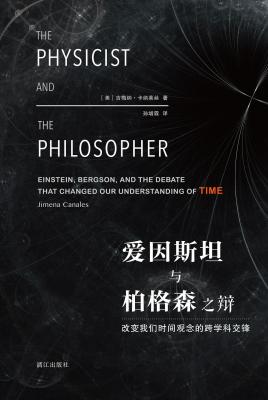 THE
PHYSICIST
AND
[美] 吉梅纳·卡纳莱丝 著
THE
孙增霖 译
PHILOSOPHER
EINSTEIN, BERGSON, AND THE DEBATE
THAT CHANGED OUR UNDERSTANDING OF TIME
Jimena Canales
爱因斯坦
与
柏格森之辩
改变我们时间观念的跨学科交锋
漓江出版社